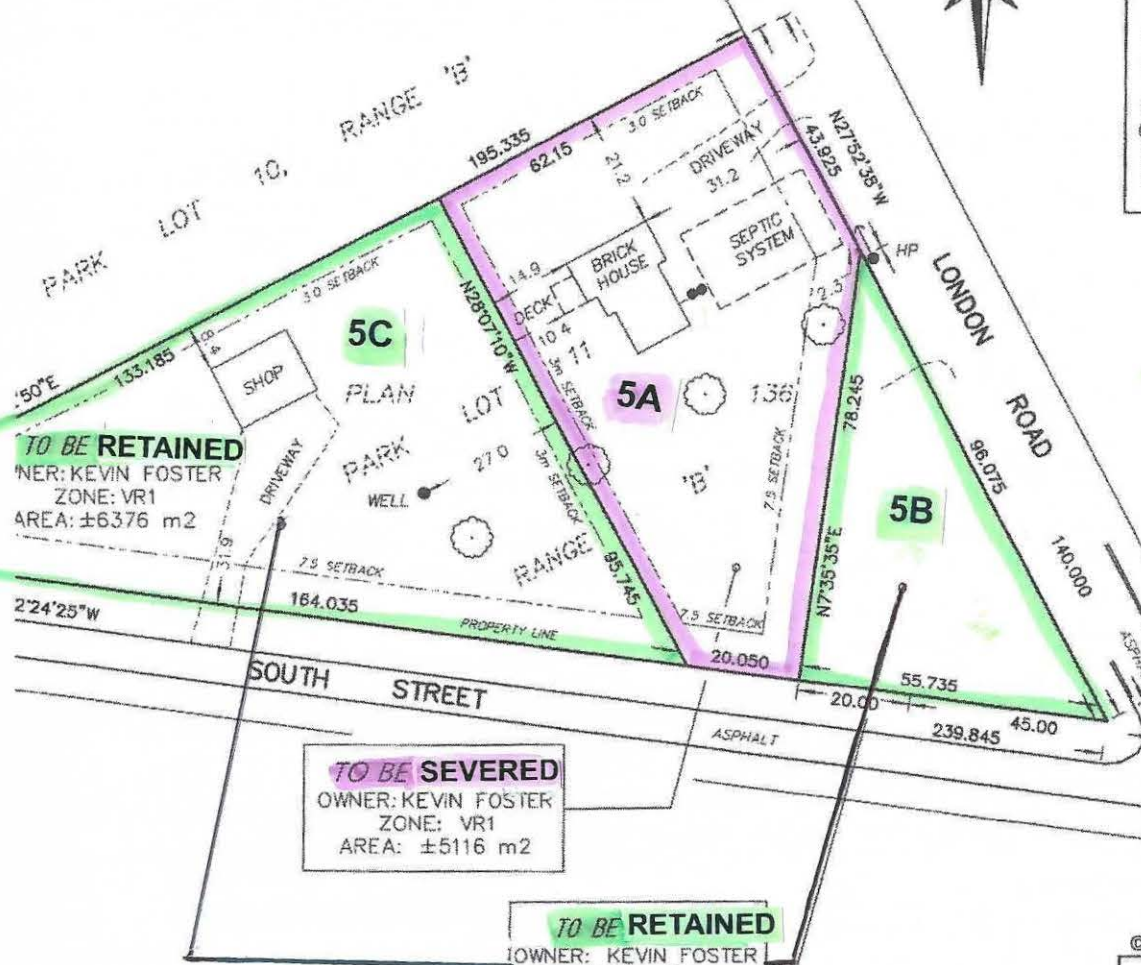 PARK LOT 10, RANGE 'B'
T T
195.335
62.15
3.0 SETBACK
21.2
DRIVEWAY
31.2
N27°52'38"W
43.925
SEPTIC
SYSTEM
HP
LONDON ROAD
BRICK
HOUSE
14.9
DECK
10.4
3m SETBACK
N28°07'10"W
3.0 SETBACK
5C
5A
11
136
'B'
PLAN
PARK LOT
RANGE
SHOP
133.185
'50"E
TO BE RETAINED
NER: KEVIN FOSTER
ZONE: VR1
AREA: ±6376 m2
DRIVEWAY
WELL
27.0
3m SETBACK
95.745
7.5 SETBACK
7.5 SETBACK
7.5 SETBACK
78.245
N7°35'35"E
5B
96.075
140.000
2°24'25"W
164.035
PROPERTY LINE
20.050
55.735
20.00
45.00
239.845
SOUTH STREET
ASPHALT
TO BE SEVERED
OWNER: KEVIN FOSTER
ZONE: VR1
AREA: ±5116 m2
TO BE RETAINED
OWNER: KEVIN FOSTER
©